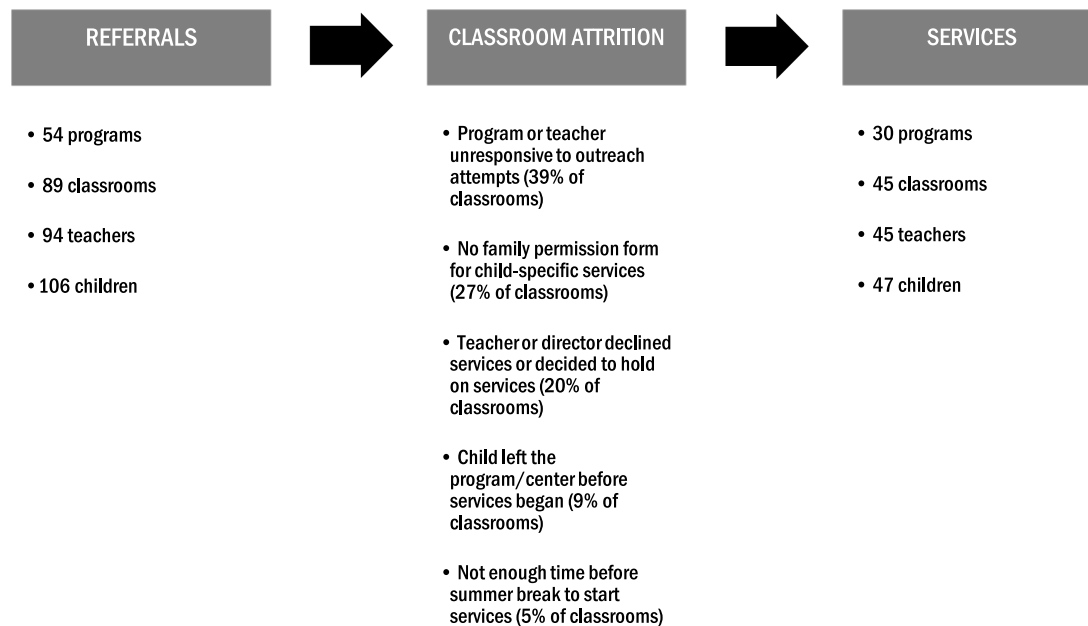 REFERRALS
• 54 programs
• 89 classrooms
• 94 teachers
• 106 children
CLASSROOM ATTRITION
• Program or teacher
unresponsive to outreach
attempts (39% of
classrooms)
• No family permission form
for child-specific services
(27% of classrooms)
• Teacher or director declined
services or decided to hold
on services (20% of
classrooms)
• Child left the
program/center before
services began (9% of
classrooms)
• Not enough time before
summer break to start
services (5% of classrooms)
SERVICES
• 30 programs
• 45 classrooms
• 45 teachers
• 47 children